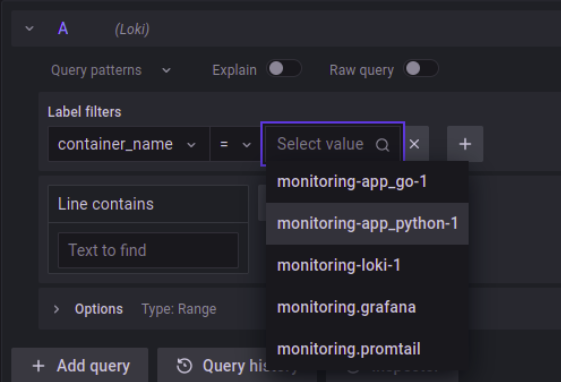 A (Loki)
Query patterns Explain Raw query
Label filters
container_name = Select value
monitoring-app_go-1
Line contains
monitoring-app_python-1
Text to find
monitoring-loki-1
Options Type: Range
monitoring.grafana
monitoring.promtail
+ Add query Query hist